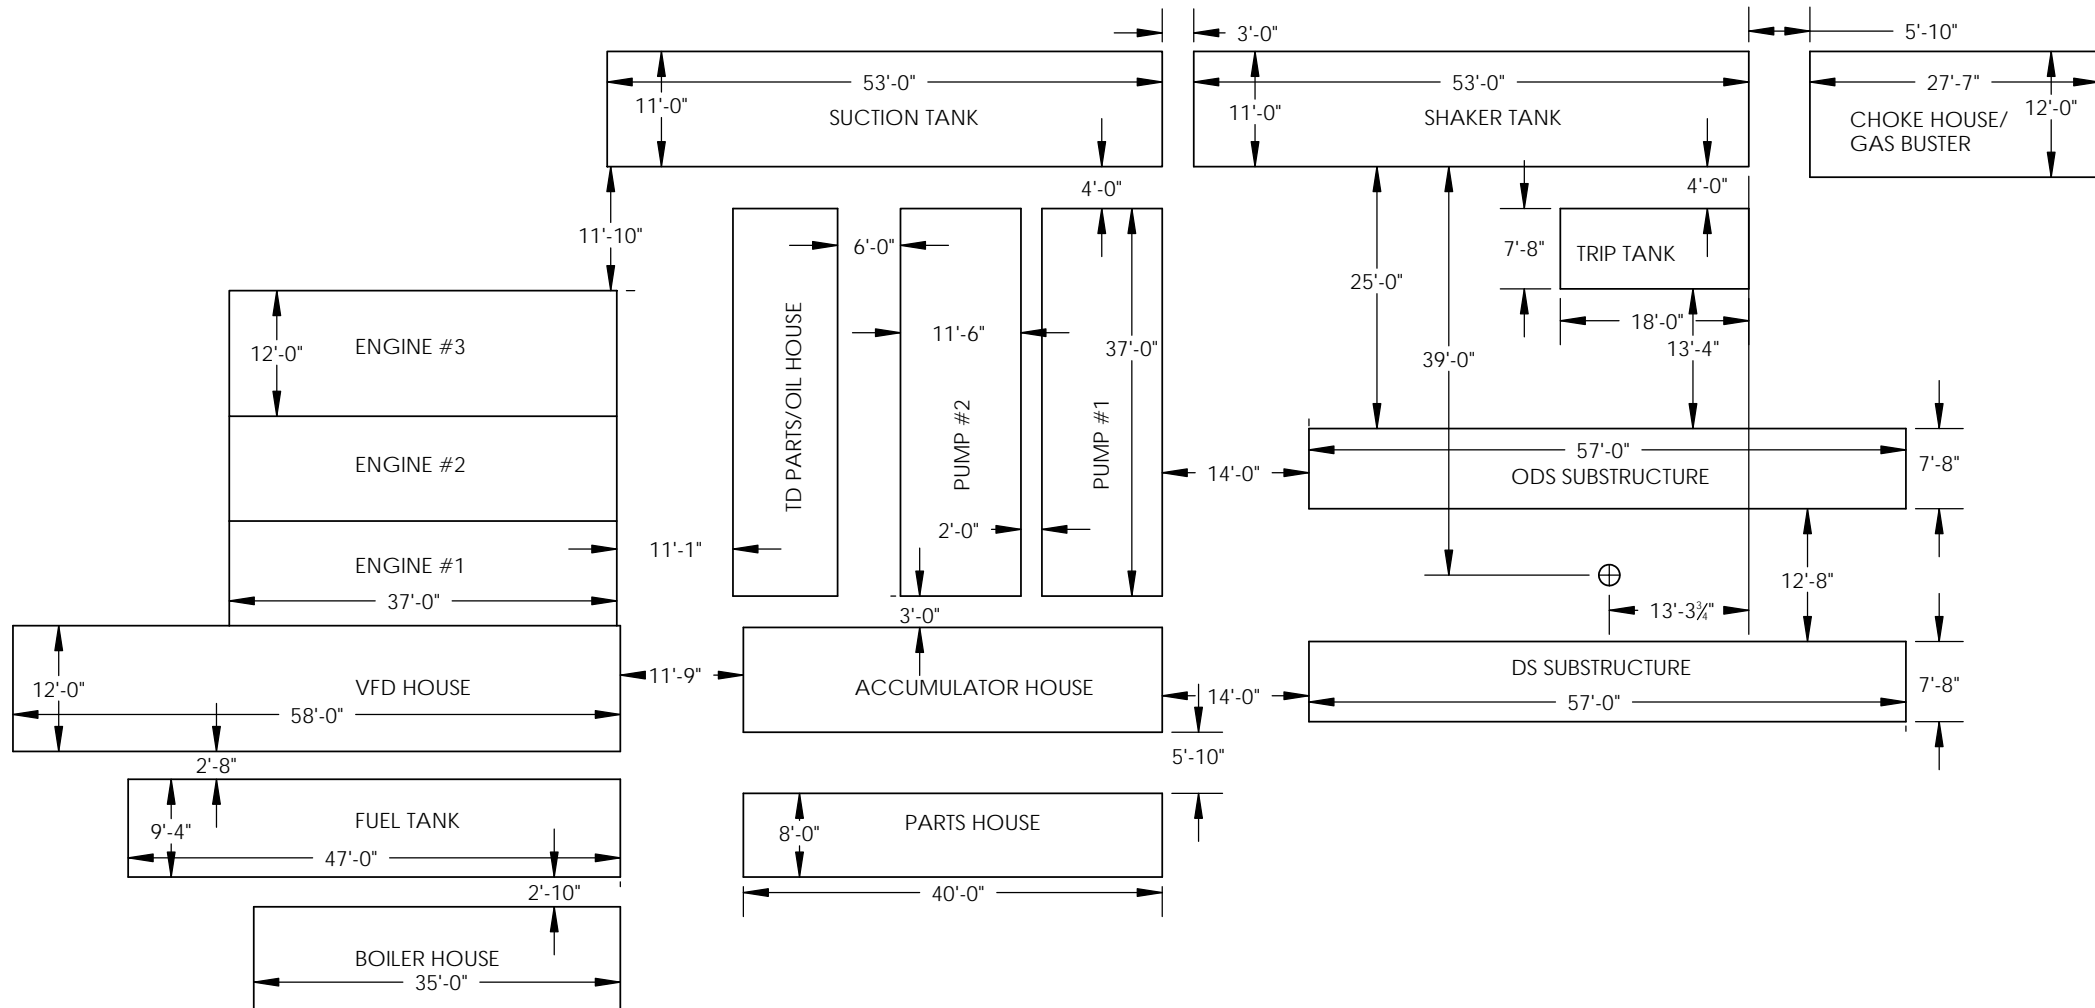 3'-0"
5'-10"
53'-0"
11'-0"
SUCTION TANK
53'-0"
11'-0"
SHAKER TANK
27'-7"
12'-0"
CHOKE HOUSE/
GAS BUSTER
4'-0"
4'-0"
11'-10"
6'-0"
7'-8"
TRIP TANK
25'-0"
18'-0"
13'-4"
39'-0"
12'-0"
ENGINE #3
TD PARTS/OIL HOUSE
11'-6"
PUMP #2
37'-0"
PUMP #1
ENGINE #2
14'-0"
57'-0"
ODS SUBSTRUCTURE
7'-8"
2'-0"
11'-1"
ENGINE #1
37'-0"
12'-8"
13'-3¾"
3'-0"
VFD HOUSE
12'-0"
58'-0"
11'-9"
ACCUMULATOR HOUSE
14'-0"
DS SUBSTRUCTURE
57'-0"
7'-8"
5'-10"
2'-8"
FUEL TANK
9'-4"
47'-0"
PARTS HOUSE
8'-0"
40'-0"
2'-10"
BOILER HOUSE
35'-0"